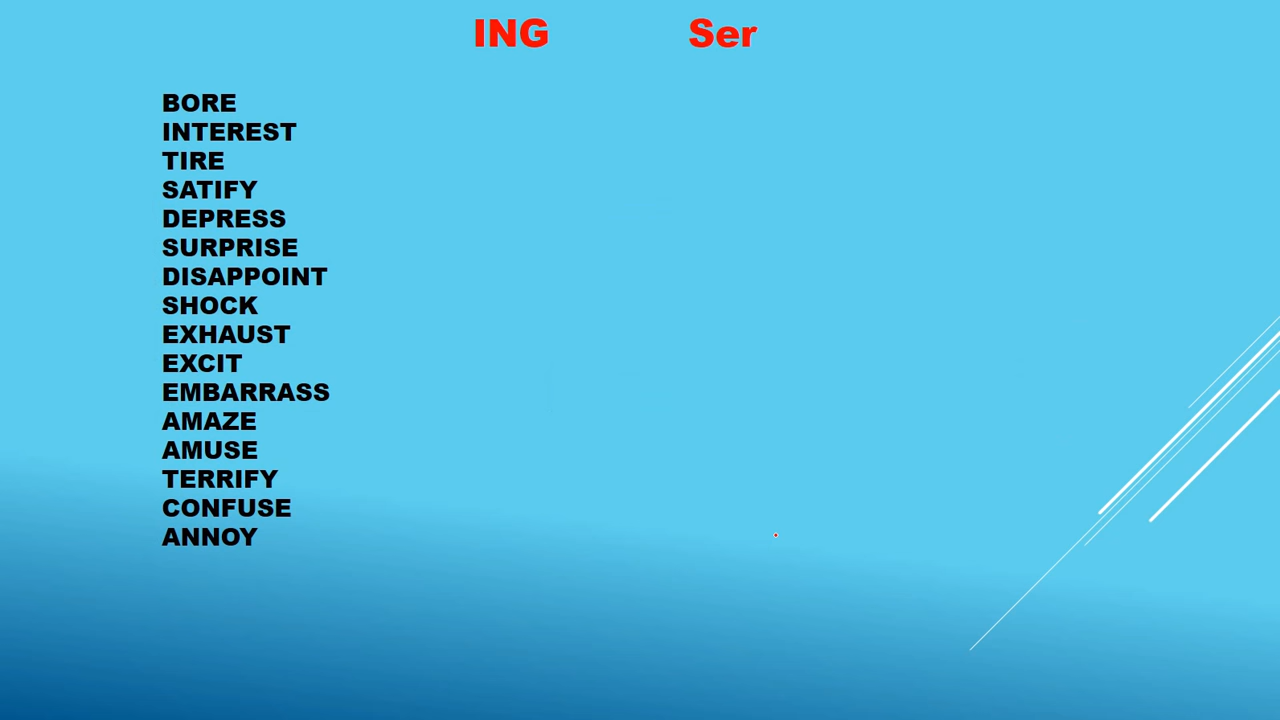 ING Ser
BORE
INTEREST
TIRE
SATIFY
DEPRESS
SURPRISE
DISAPPOINT
SHOCK
EXHAUST
EXCIT
EMBARRASS
AMAZE
AMUSE
TERRIFY
CONFUSE
ANNOY